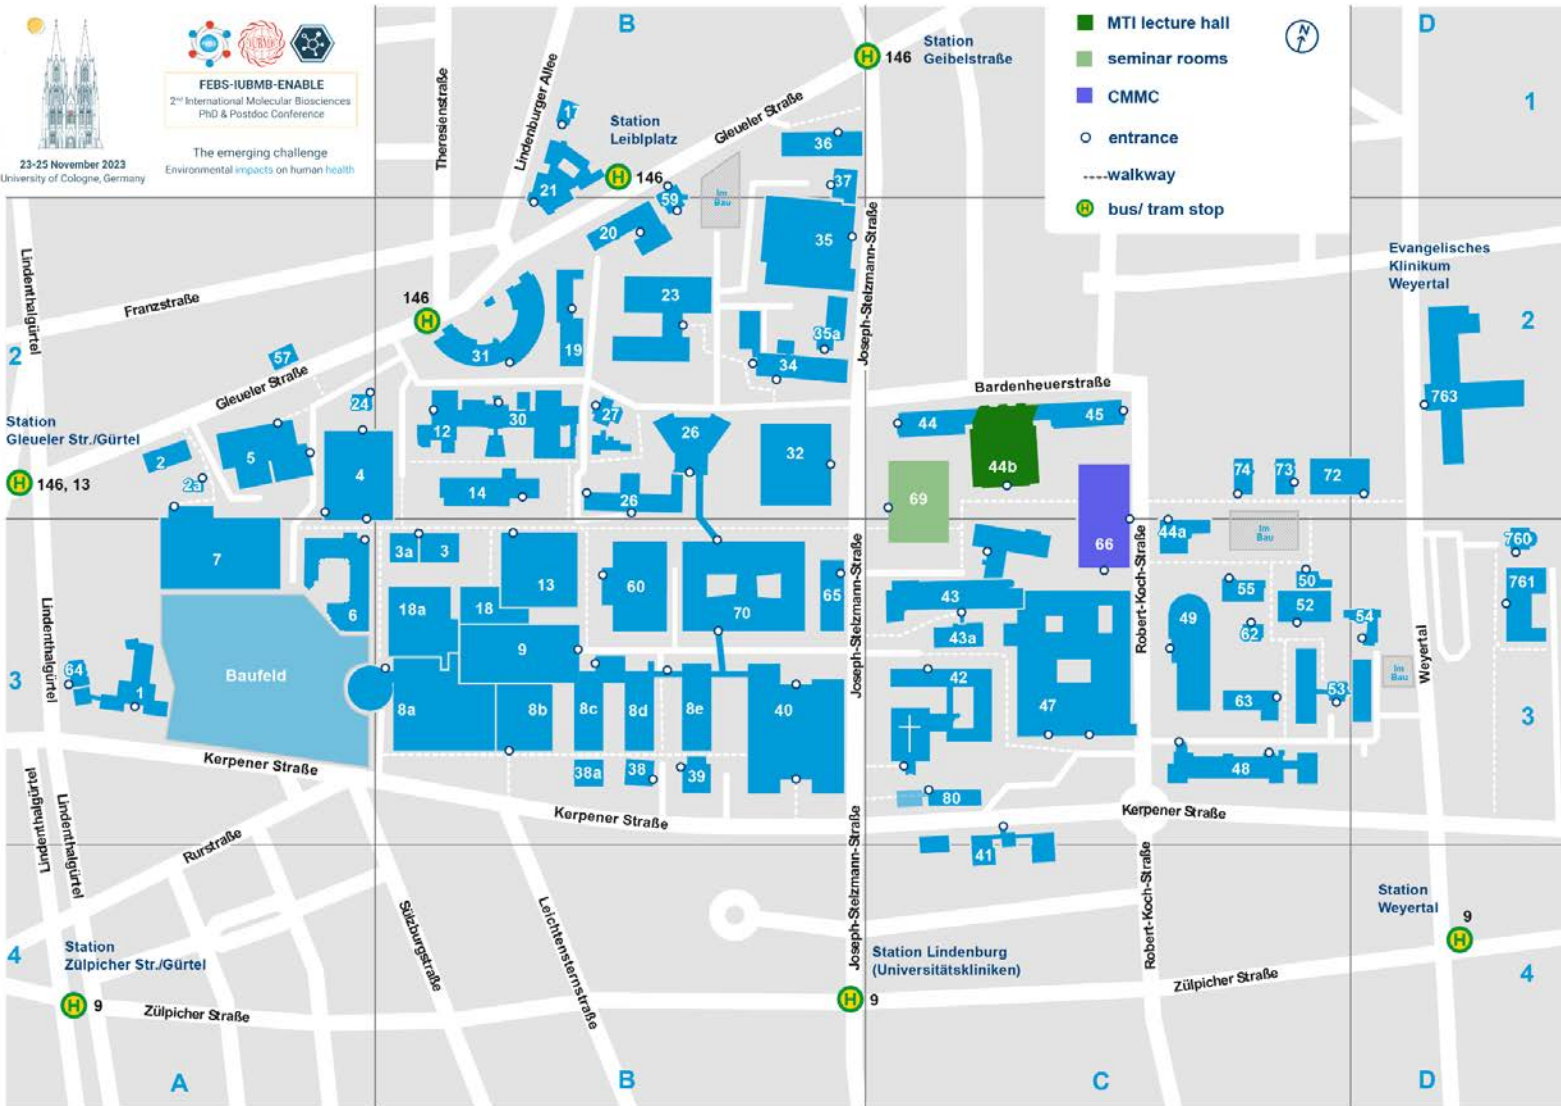 B
D
1
FEBS-IUBMB-ENABLE
2nd International Molecular Biosciences
PhD & Postdoc Conference
The emerging challenge
Environmental impacts on human health
23-25 November 2023
University of Cologne, Germany
MTI lecture hall
seminar rooms
CMMC
entrance
walkway
bus/ tram stop
N
Station
Geibelstraße
H 146
Station
Leiblplatz
H 146
Gleueler Straße
Theresienstraße
Lindenburger Allee
17
21
36
37
59
Im
Bau
20
35
Joseph-Stelzmann-Straße
Lindenthalgürtel
Franzstraße
146
H
23
31
19
35a
34
2
2
57
Gleueler Straße
Evangelisches
Klinikum
Weyertal
763
Bardenheuerstraße
Station
Gleueler Str./Gürtel
H 146, 13
24
2
2a
5
4
12
30
27
26
32
14
26
44
45
44b
69
74
73
72
7
6
3a
3
13
18a
18
9
60
70
65
Joseph-Stelzmann-Straße
66
44a
Im
Bau
Robert-Koch-Straße
760
761
43
43a
49
55
50
52
62
54
Weyertal
Lindenthalgürtel
3
64
1
Baufeld
8a
8b
8c
8d
8e
40
42
47
63
53
Im
Bau
3
38a
38
39
80
48
41
Kerpener Straße
Kerpener Straße
Kerpener Straße
Lindenthalgürtel
Lindenthalgürtel
Rurstraße
Sülzburgstraße
Leichtensternstraße
Joseph-Stelzmann-Straße
Robert-Koch-Straße
Station
Weyertal
9
H
4
Station
Zülpicher Str./Gürtel
H 9
Zülpicher Straße
Station Lindenburg
(Universitätskliniken)
H 9
Zülpicher Straße
4
A
B
C
D